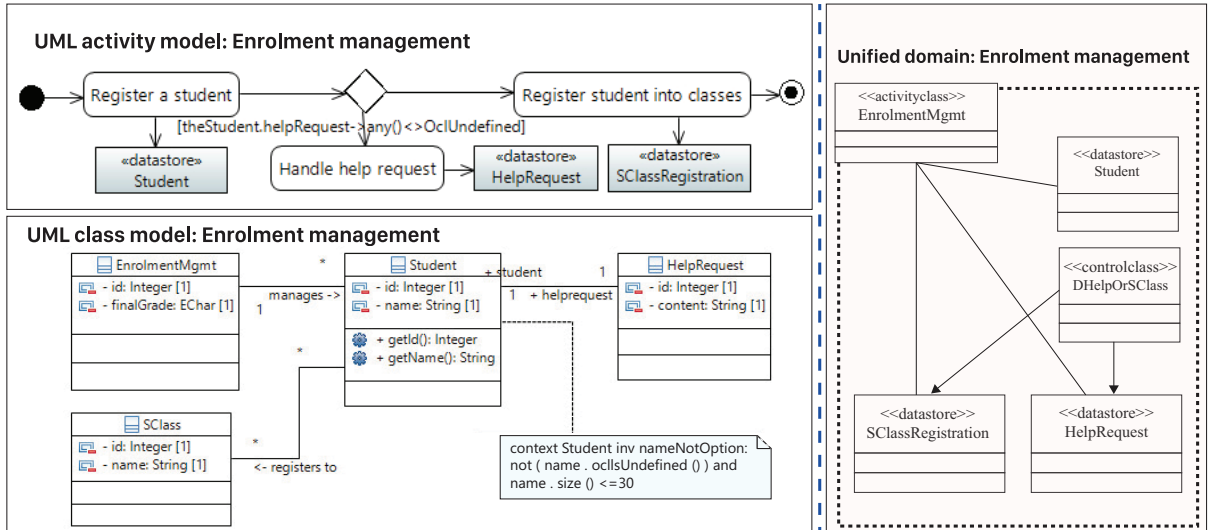 UML activity model: Enrolment management
Register a student
Register student into classes
[theStudent.helpRequest->any()<>OclUndefined]
«datastore»
Student
Handle help request
«datastore»
HelpRequest
«datastore»
SClassRegistration
UML class model: Enrolment management
EnrolmentMgmt
- id: Integer [1]
- finalGrade: EChar [1]
*
manages ->
1
Student
- id: Integer [1]
- name: String [1]
+ getId(): Integer
+ getName(): String
+ student
1
1
+ helprequest
HelpRequest
- id: Integer [1]
- content: String [1]
*
SClass
- id: Integer [1]
- name: String [1]
*
<- registers to
context Student inv nameNotOption:
not ( name . ocllsUndefined () ) and
name . size () <=30
Unified domain: Enrolment management
<<activityclass>>
EnrolmentMgmt
<<datastore>>
Student
<<controlclass>>
DHelpOrSClass
<<datastore>>
SClassRegistration
<<datastore>>
HelpRequest